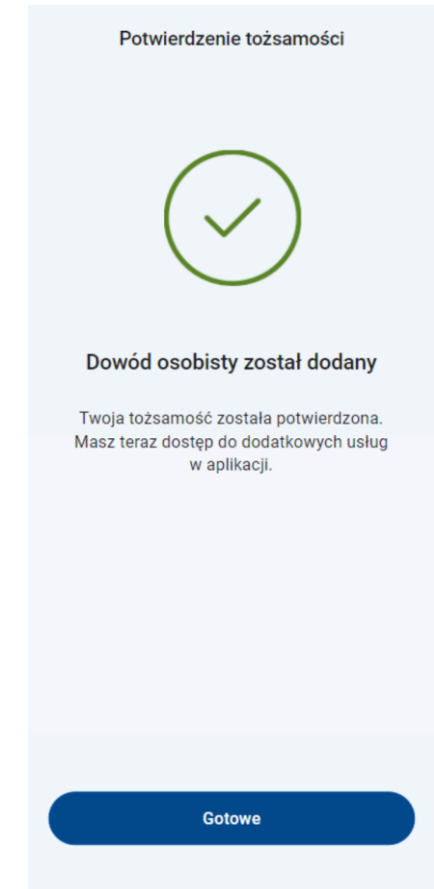 Potwierdzenie tożsamości
Dowód osobisty został dodany
Twoja tożsamość została potwierdzona.
Masz teraz dostęp do dodatkowych usług
w aplikacji.
Gotowe